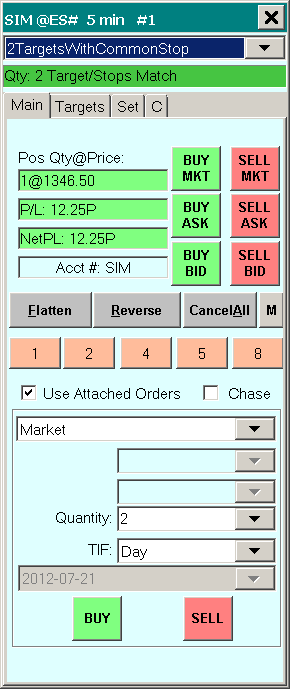 SIM @ES#  5 min   #1
2TargetsWithCommonStop
Qty: 2 Target/Stops Match
Main Targets Set C
Pos Qty@Price:
1@1346.50
BUY MKT
SELL MKT
P/L: 12.25P
BUY ASK
SELL ASK
NetPL: 12.25P
Acct #: SIM
BUY BID
SELL BID
Flatten Reverse CancelAll M
1 2 4 5 8
Use Attached Orders Chase
Market
Quantity: 2
TIF: Day
2012-07-21
BUY SELL